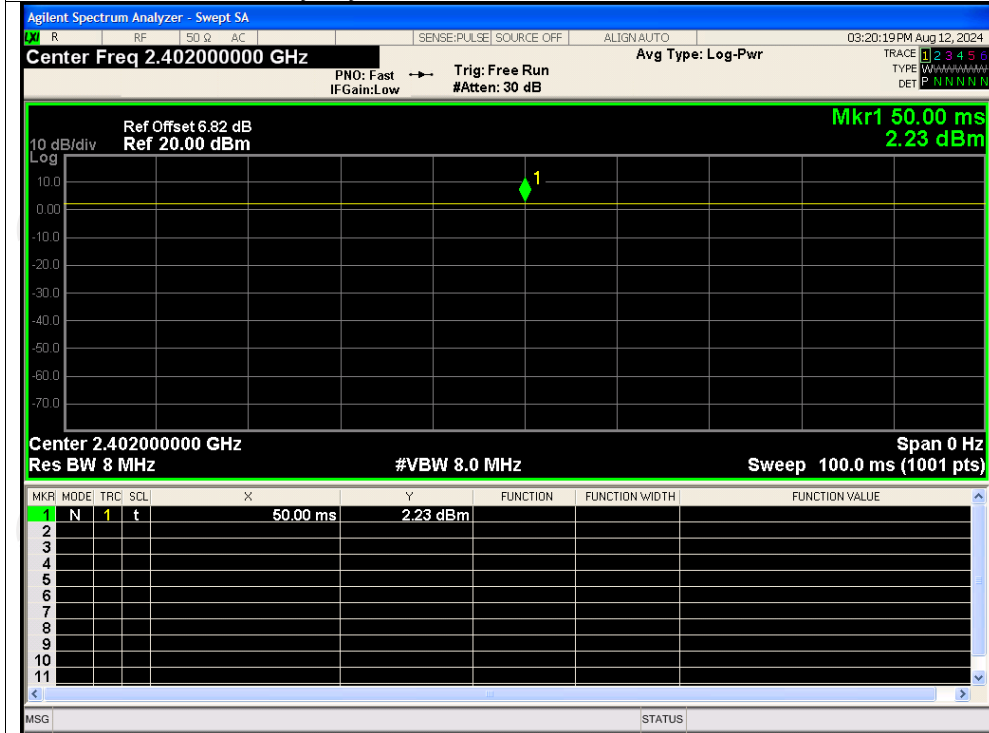 Agilent Spectrum Analyzer - Swept SA
LXI R RF 50 Ω AC SENSE:PULSE SOURCE OFF ALIGN AUTO 03:20:19 PM Aug 12, 2024
Center Freq 2.402000000 GHz Avg Type: Log-Pwr TRACE 1 2 3 4 5 6
PNO: Fast Trig: Free Run TYPE WWWWWW
IFGain:Low #Atten: 30 dB DET P N N N N N
Mkr1 50.00 ms
Ref Offset 6.82 dB
10 dB/div Ref 20.00 dBm 2.23 dBm
Log
10.0
1
0.00
-10.0
-20.0
-30.0
-40.0
-50.0
-60.0
-70.0
Center 2.402000000 GHz Span 0 Hz
Res BW 8 MHz #VBW 8.0 MHz Sweep 100.0 ms (1001 pts)
MKR MODE TRC SCL X Y FUNCTION FUNCTION WIDTH FUNCTION VALUE
1 N 1 t 50.00 ms 2.23 dBm
2
3
4
5
6
7
8
9
10
11
MSG STATUS